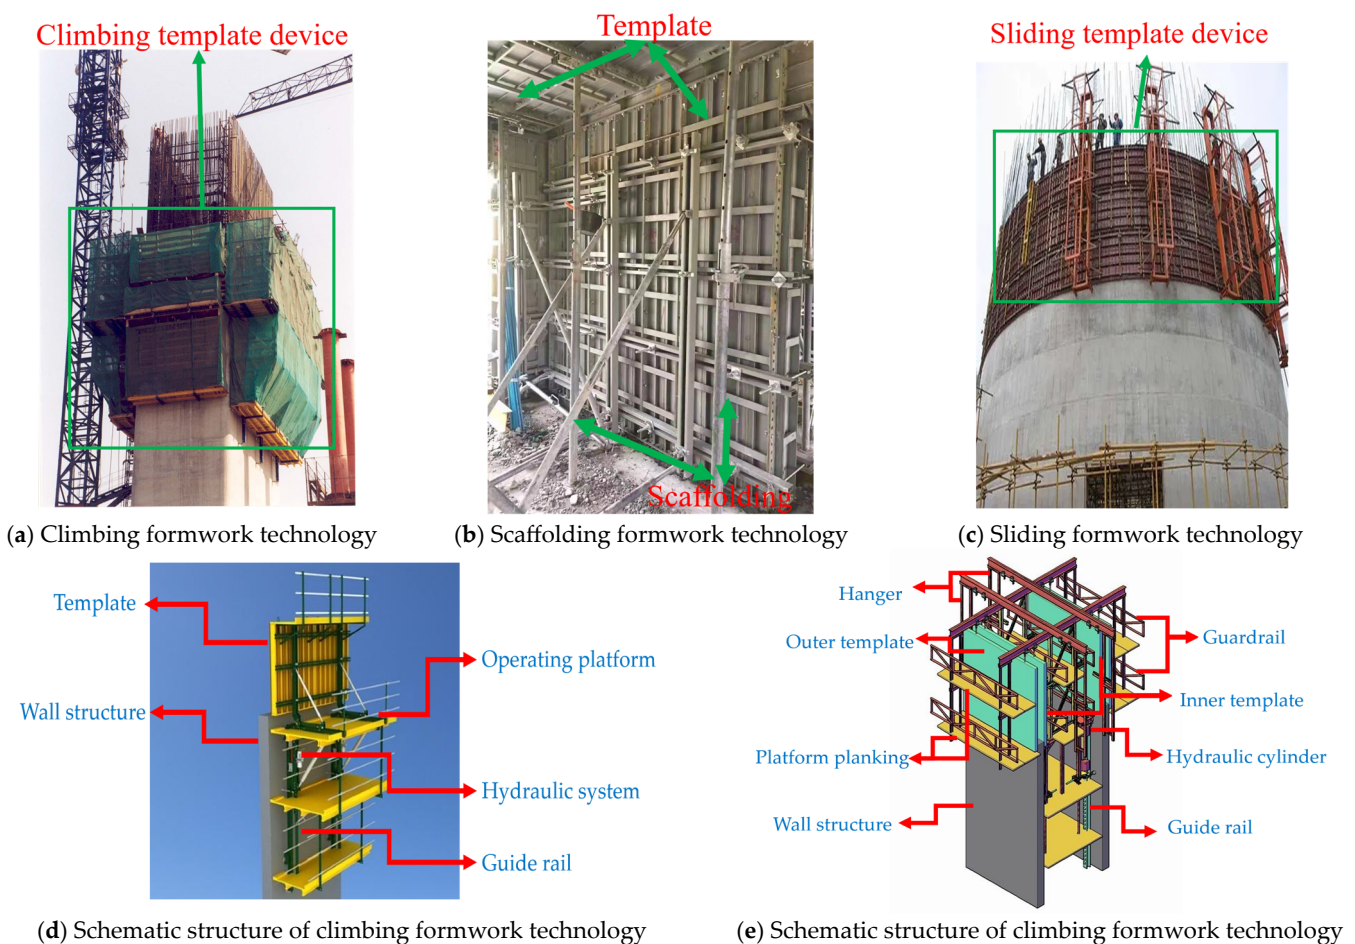 Climbing template device
Template
Sliding template device
Scaffolding
(a) Climbing formwork technology
(b) Scaffolding formwork technology
(c) Sliding formwork technology
Template
Wall structure
Operating platform
Hydraulic system
Guide rail
Hanger
Outer template
Platform planking
Wall structure
Guardrail
Inner template
Hydraulic cylinder
Guide rail
(d) Schematic structure of climbing formwork technology
(e) Schematic structure of climbing formwork technology